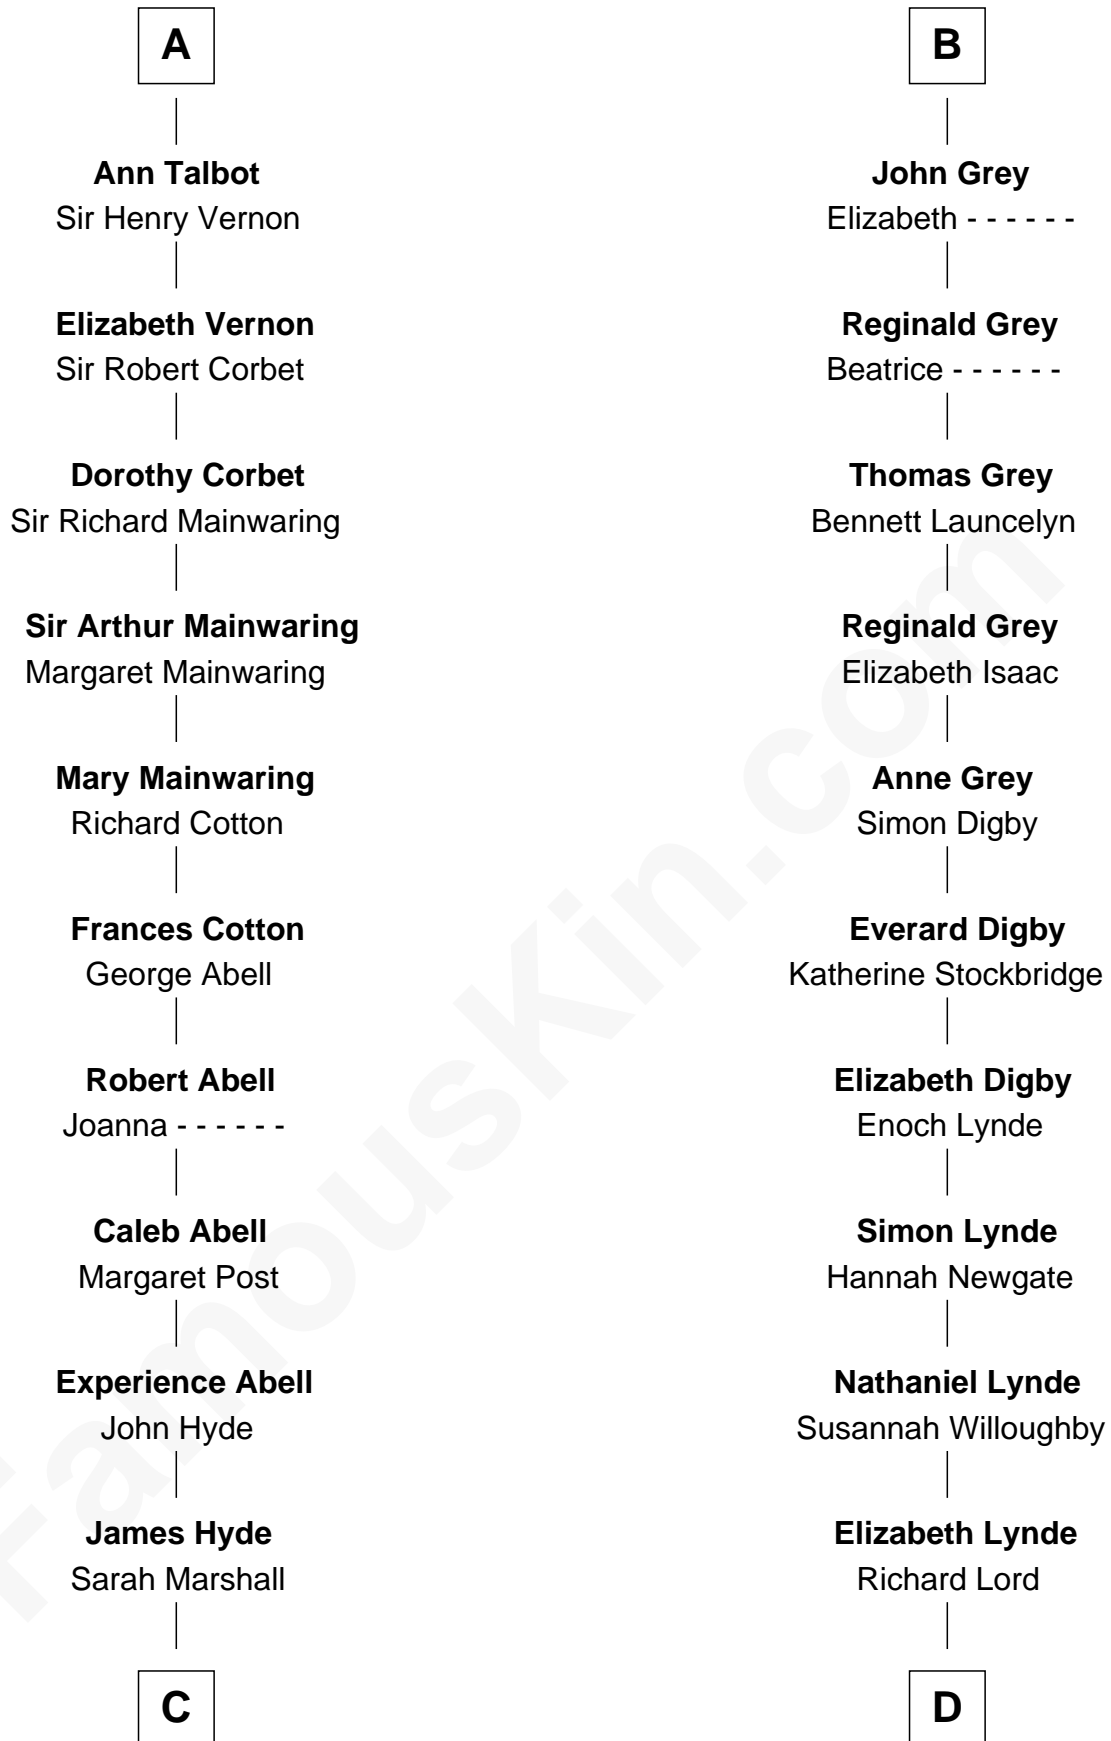 A
Ann Talbot
Sir Henry Vernon
Elizabeth Vernon
Sir Robert Corbet
Dorothy Corbet
Sir Richard Mainwaring
Sir Arthur Mainwaring
Margaret Mainwaring
Mary Mainwaring
Richard Cotton
Frances Cotton
George Abell
Robert Abell
Joanna - - - - - -
Caleb Abell
Margaret Post
Experience Abell
John Hyde
James Hyde
Sarah Marshall
C
B
John Grey
Elizabeth - - - - - -
Reginald Grey
Beatrice - - - - - -
Thomas Grey
Bennett Launcelyn
Reginald Grey
Elizabeth Isaac
Anne Grey
Simon Digby
Everard Digby
Katherine Stockbridge
Elizabeth Digby
Enoch Lynde
Simon Lynde
Hannah Newgate
Nathaniel Lynde
Susannah Willoughby
Elizabeth Lynde
Richard Lord
D
FamousKin.com